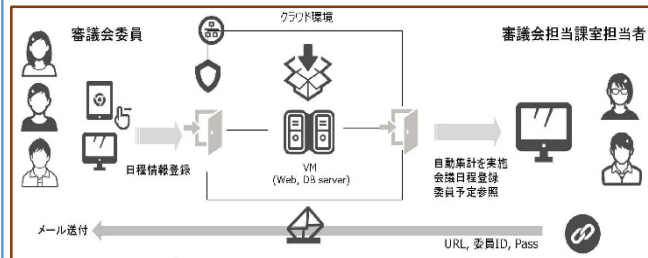 クラウド環境
審議会委員
審議会担当課室担当者
日程情報登録
VM
(Web, DB server)
自動集計を実施
会議日程登録
委員予定参照
メール送付
URL, 委員ID, Pass